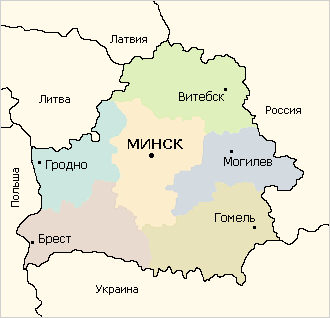 Латвия
Литва
Витебск
Россия
МИНСК
Могилев
Гродно
Польша
Гомель
Брест
Украина